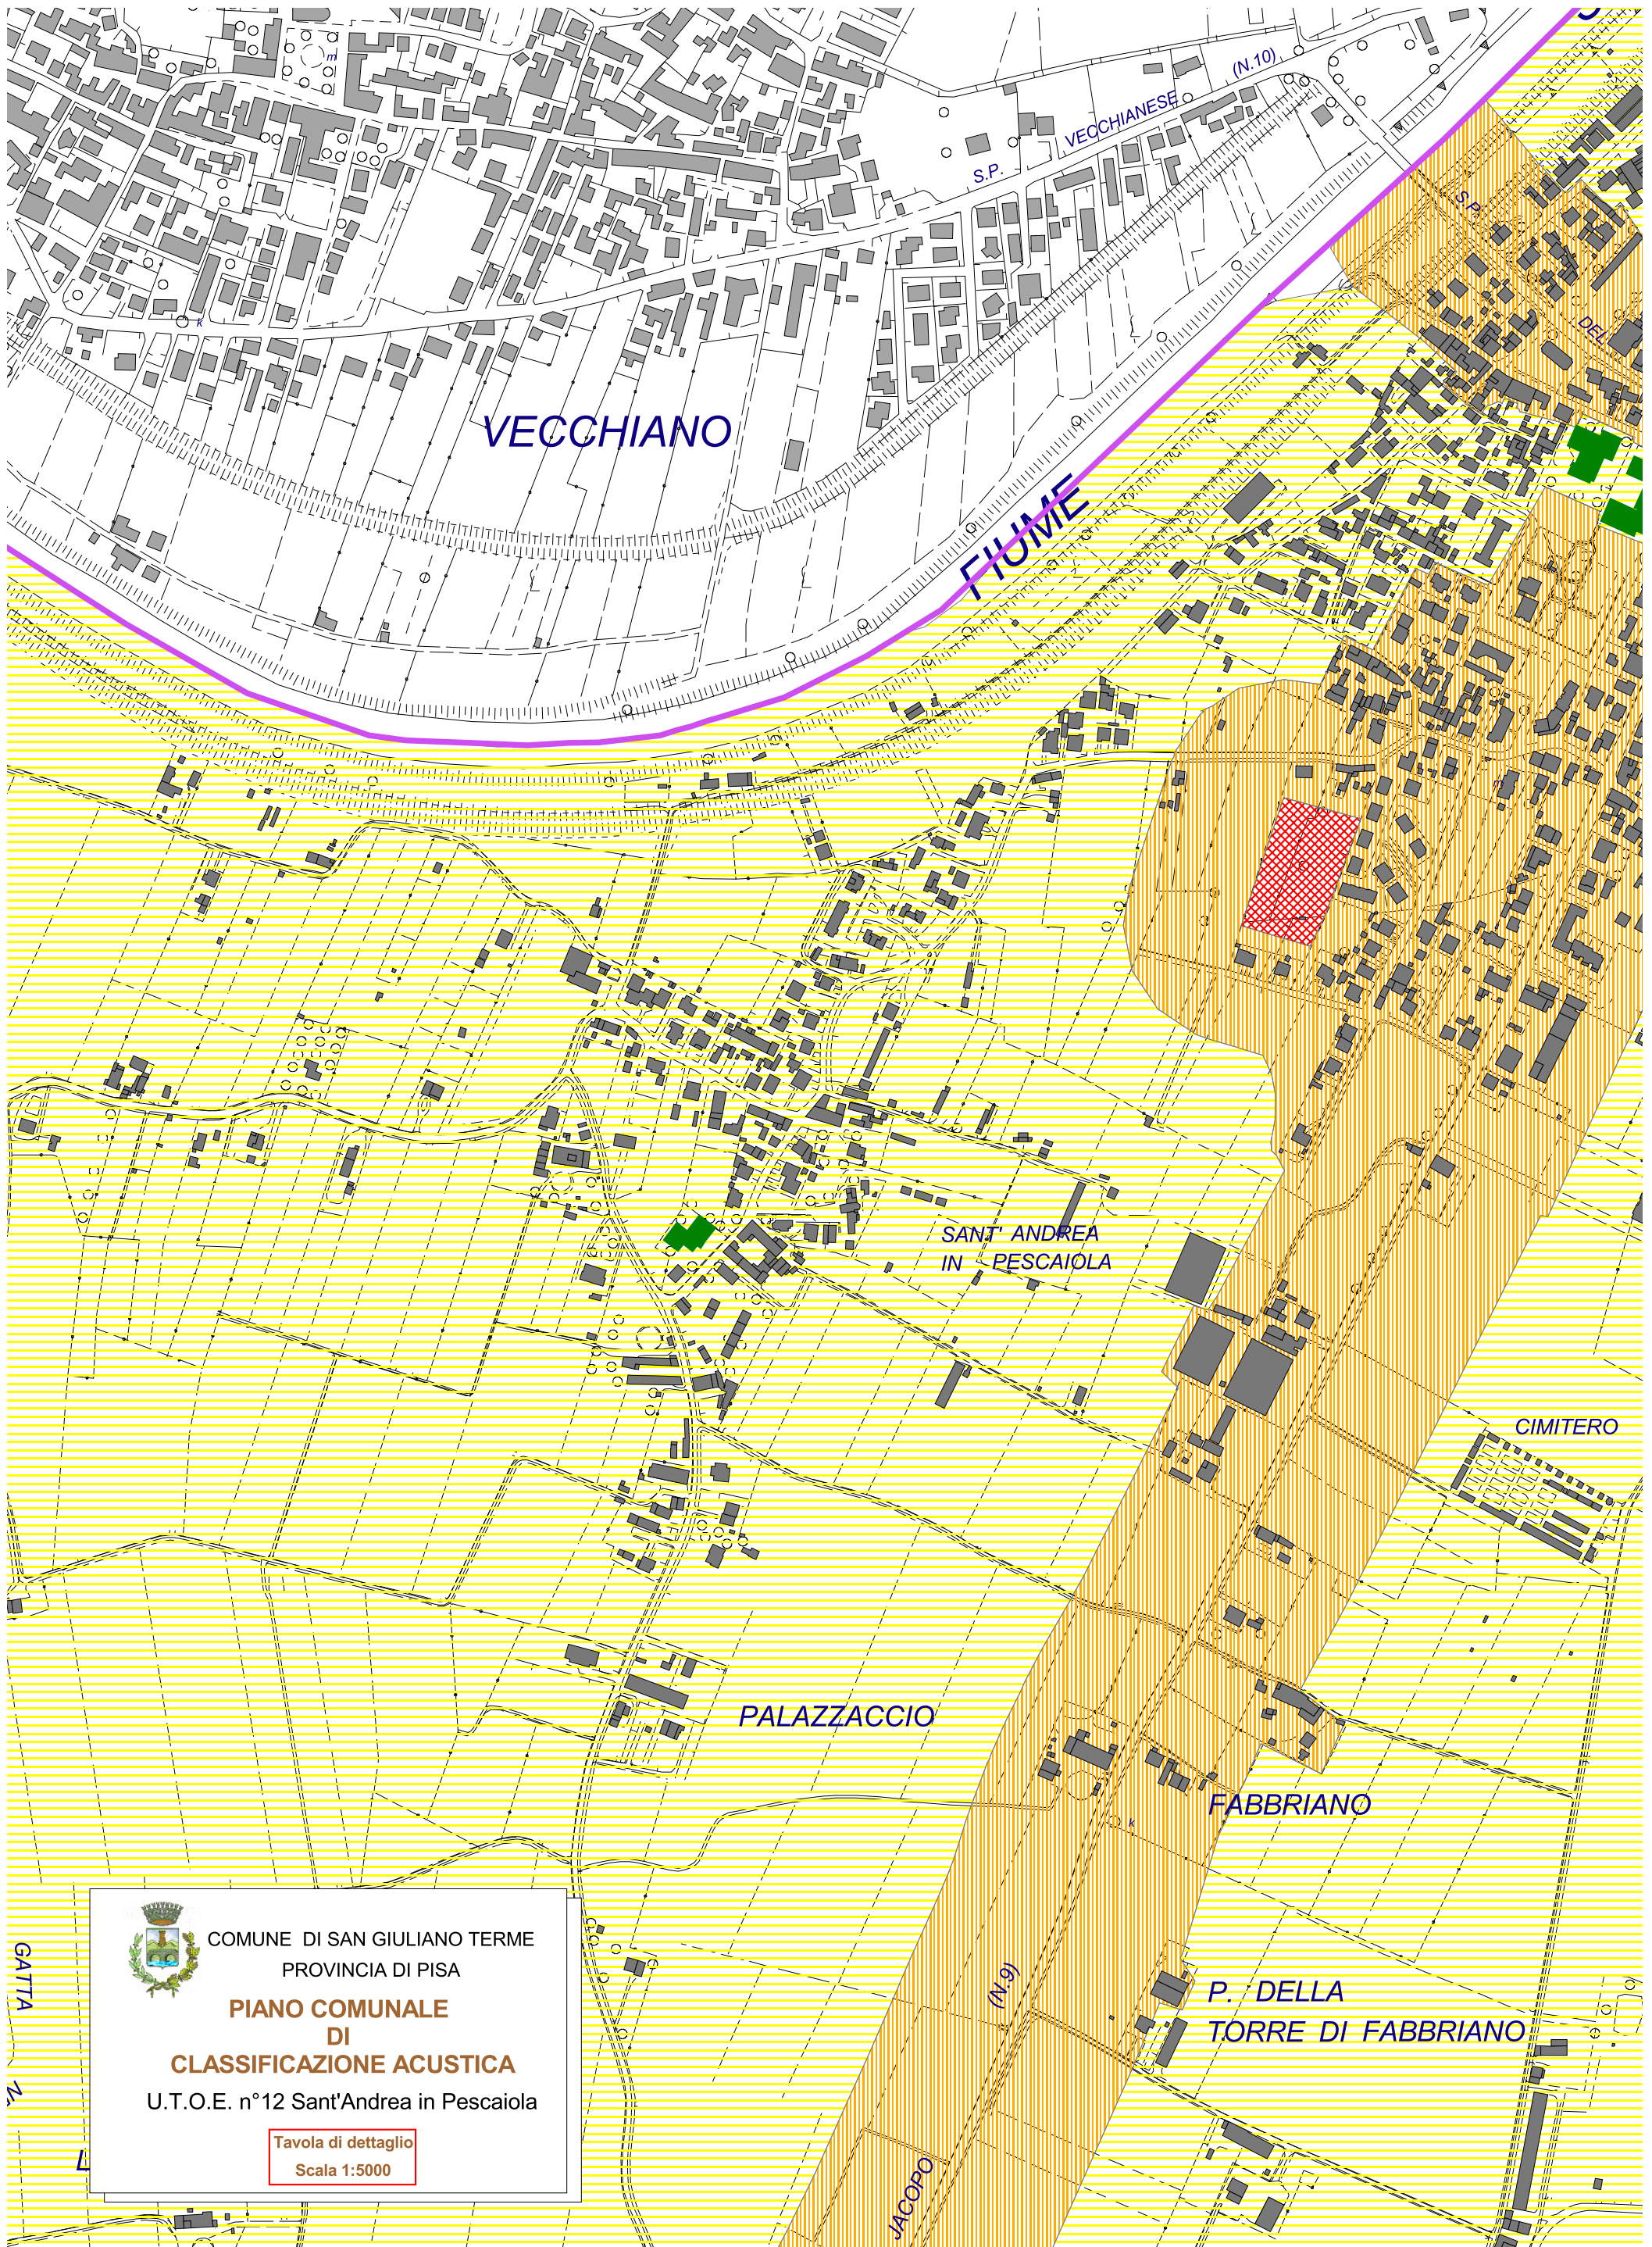 m
(N.10)
VECCHIANESE
S.P.
S.P.
k
DEL
VECCHIANO
FIUME
SANT ANDREA
IN PESCAIOLA
CIMITERO
PALAZZACCIO
FABBRIANO
k
GATTA
COMUNE DI SAN GIULIANO TERME
PROVINCIA DI PISA
PIANO COMUNALE
DI
CLASSIFICAZIONE ACUSTICA
U.T.O.E. n°12 Sant'Andrea in Pescaiola
Tavola di dettaglio
Scala 1:5000
(N.9)
P. DELLA
TORRE DI FABBRIANO
JACOPO